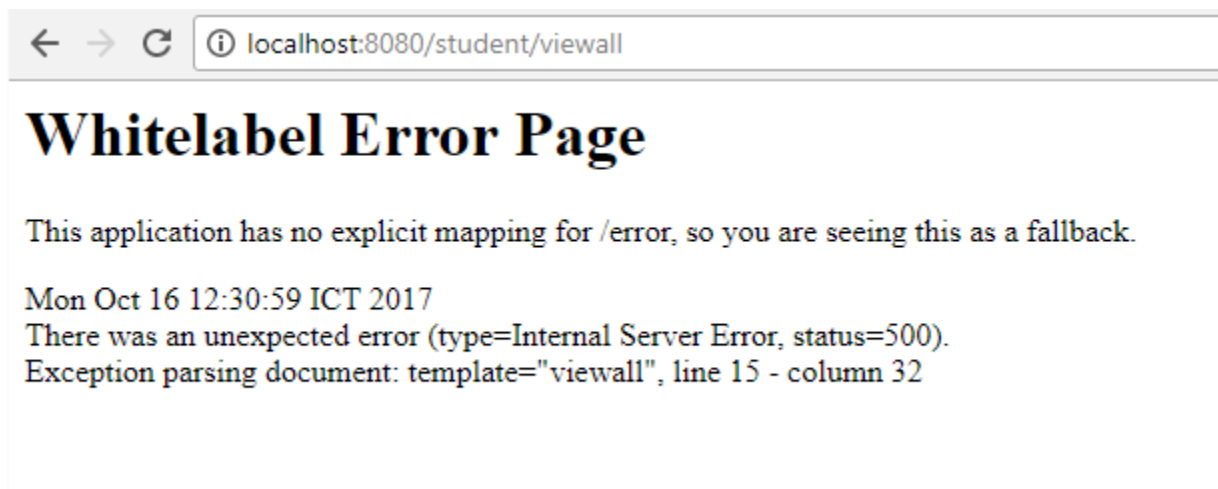 localhost:8080/student/viewall
Whitelabel Error Page
This application has no explicit mapping for /error, so you are seeing this as a fallback.
Mon Oct 16 12:30:59 ICT 2017
There was an unexpected error (type=Internal Server Error, status=500).
Exception parsing document: template="viewall", line 15 - column 32